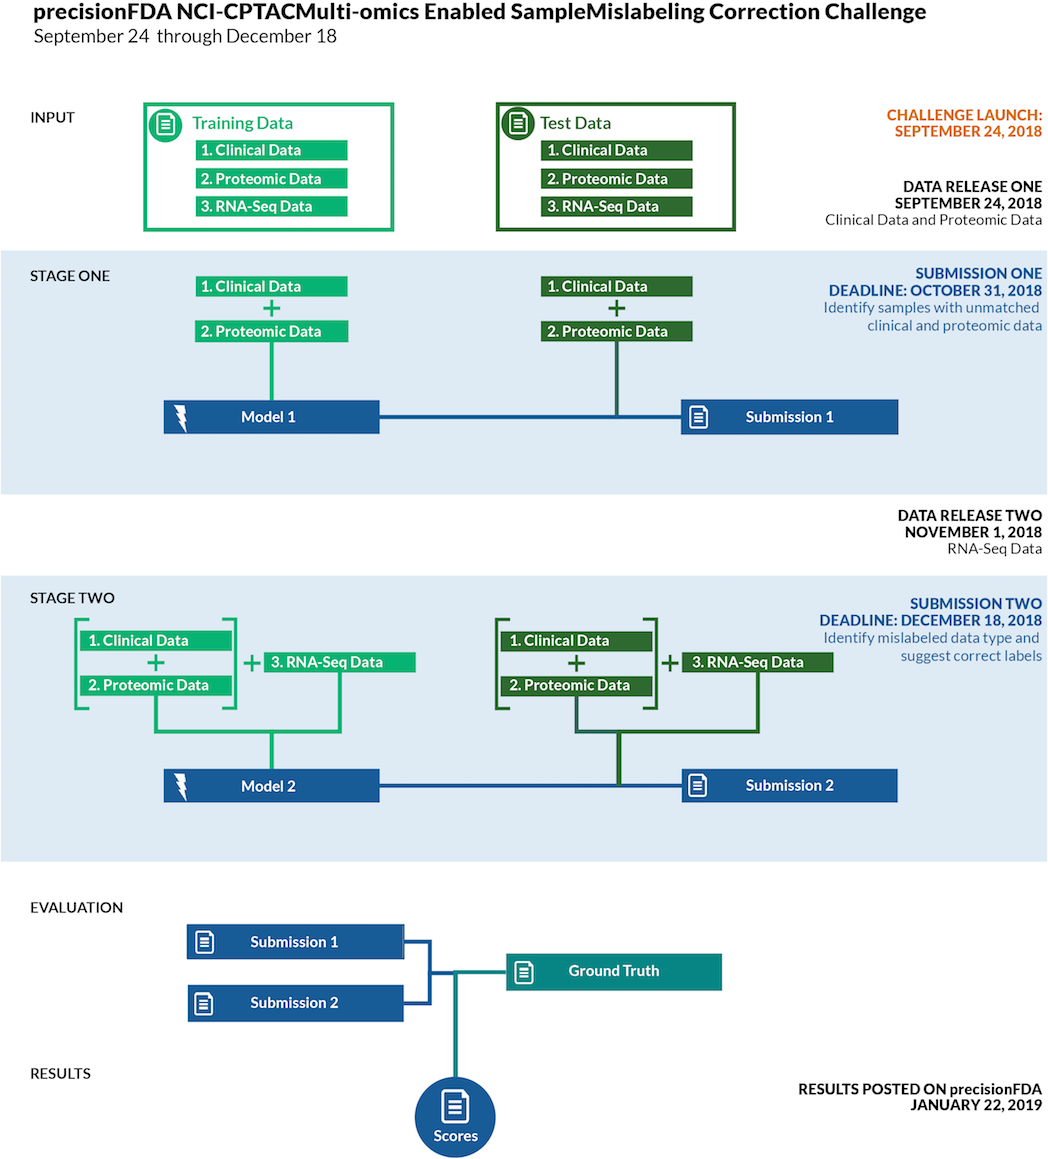 precisionFDA NCI-CPTACMulti-omics Enabled SampleMislabeling Correction Challenge
September 24 through December 18
INPUT
Training Data
1. Clinical Data
2. Proteomic Data
3. RNA-Seq Data
Test Data
1. Clinical Data
2. Proteomic Data
3. RNA-Seq Data
CHALLENGE LAUNCH:
SEPTEMBER 24, 2018
DATA RELEASE ONE
SEPTEMBER 24, 2018
Clinical Data and Proteomic Data
STAGE ONE
1. Clinical Data
+
2. Proteomic Data
1. Clinical Data
+
2. Proteomic Data
SUBMISSION ONE
DEADLINE: OCTOBER 31, 2018
Identify samples with unmatched
clinical and proteomic data
Model 1
Submission 1
DATA RELEASE TWO
NOVEMBER 1, 2018
RNA-Seq Data
STAGE TWO
1. Clinical Data
+
2. Proteomic Data
+
3. RNA-Seq Data
1. Clinical Data
+
2. Proteomic Data
+
3. RNA-Seq Data
SUBMISSION TWO
DEADLINE: DECEMBER 18, 2018
Identify mislabeled data type and
suggest correct labels
Model 2
Submission 2
EVALUATION
Submission 1
Submission 2
Ground Truth
RESULTS
Scores
RESULTS POSTED ON precisionFDA
JANUARY 22, 2019